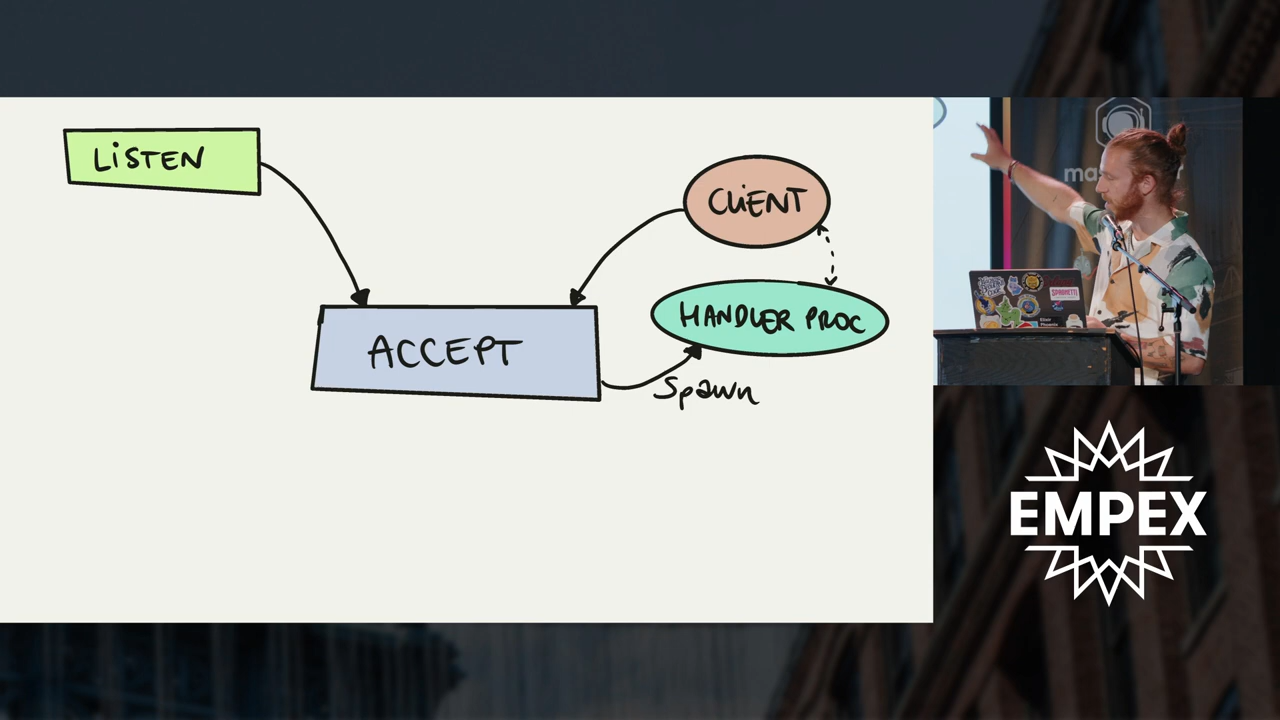 LISTEN
CLIENT
HANDLER PROC
ACCEPT
Spawn
EMPEX